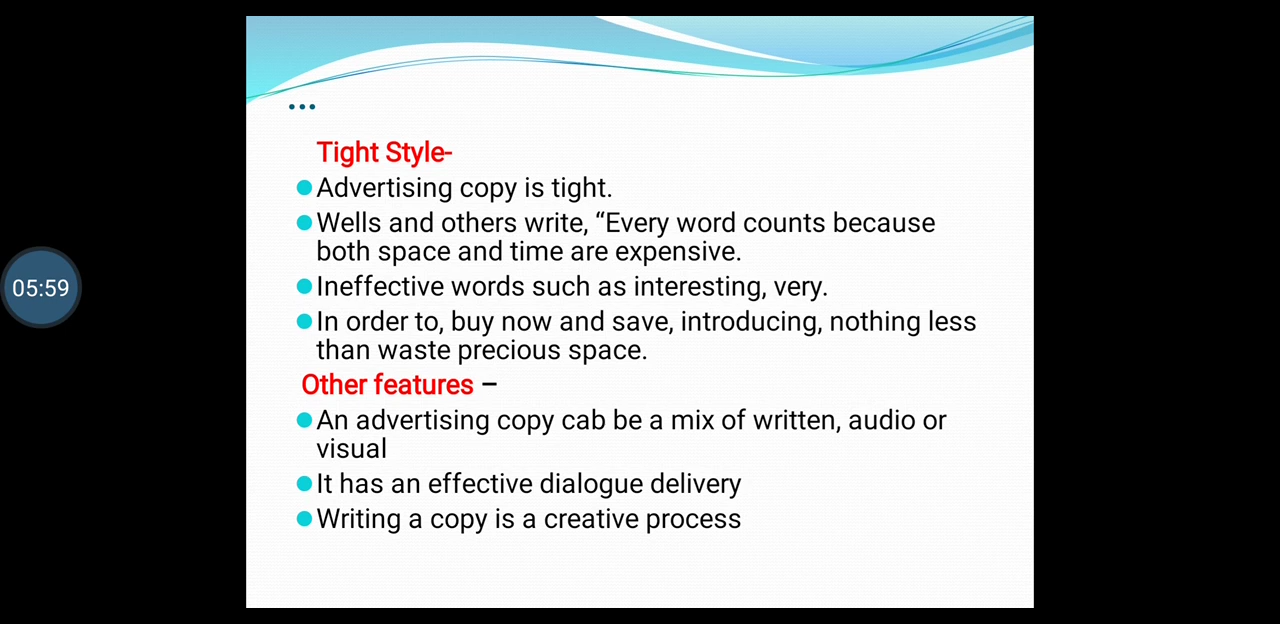 ...
Tight Style-
Advertising copy is tight.
Wells and others write, “Every word counts because
both space and time are expensive.
Ineffective words such as interesting, very.
In order to, buy now and save, introducing, nothing less
than waste precious space.
Other features –
An advertising copy cab be a mix of written, audio or
visual
It has an effective dialogue delivery
Writing a copy is a creative process
05:59